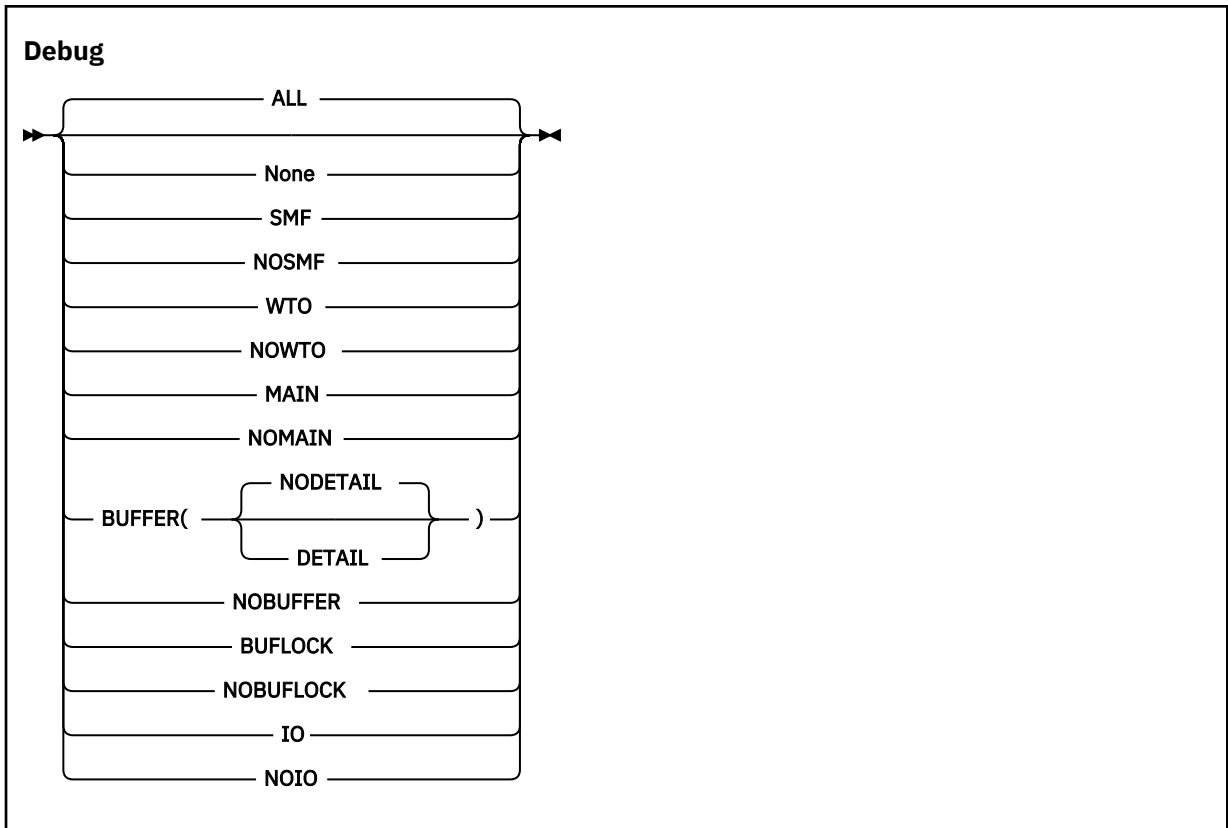 Debug
ALL
None
SMF
NOSMF
WTO
NOWTO
MAIN
NOMAIN
NODETAIL
BUFFER( )
DETAIL
NOBUFFER
BUFLOCK
NOBUFLOCK
IO
NOIO